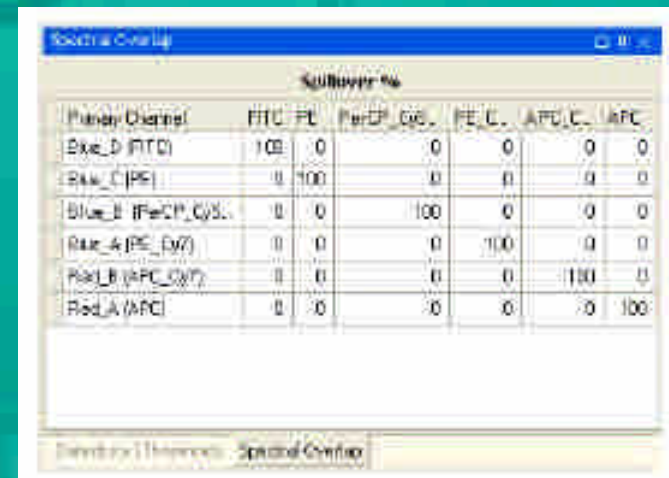 Spectral Overlap
Spillover %
Primary Channel FITC PE PerCP_Cy5.. PE_C.. APC_C.. APC
Blue_D (FITC) 100 0 0 0 0 0
Blue_C (PE) 0 100 0 0 0 0
Blue_B (PerCP_Cy5.. 0 0 100 0 0 0
Blue_A (PE_Cy7) 0 0 0 100 0 0
Red_B (APC_Cy7) 0 0 0 0 100 0
Red_A (APC) 0 0 0 0 0 100
Spectral Overlap